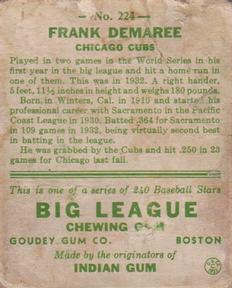 — No. 224 —
FRANK DEMAREE
CHICAGO CUBS
Played in two games in the World Series in his
first year in the big league and hit a home run in
one of them. This was in 1932. A right hander,
5 feet, 11½ inches in height and weighs 180 pounds.
Born, in Winters, Cal. in 1910 and started his
professional career with Sacramento in the Pacific
Coast League in 1930. Batted .364 for Sacramento
in 109 games in 1932, being virtually second best
in batting in the league.
He was grabbed by the Cubs and hit .250 in 23
games for Chicago last fall.
This is one of a series of 240 Baseball Stars
BIG LEAGUE
CHEWING GUM
GOUDEY GUM CO. BOSTON
Made by the originators of
INDIAN GUM